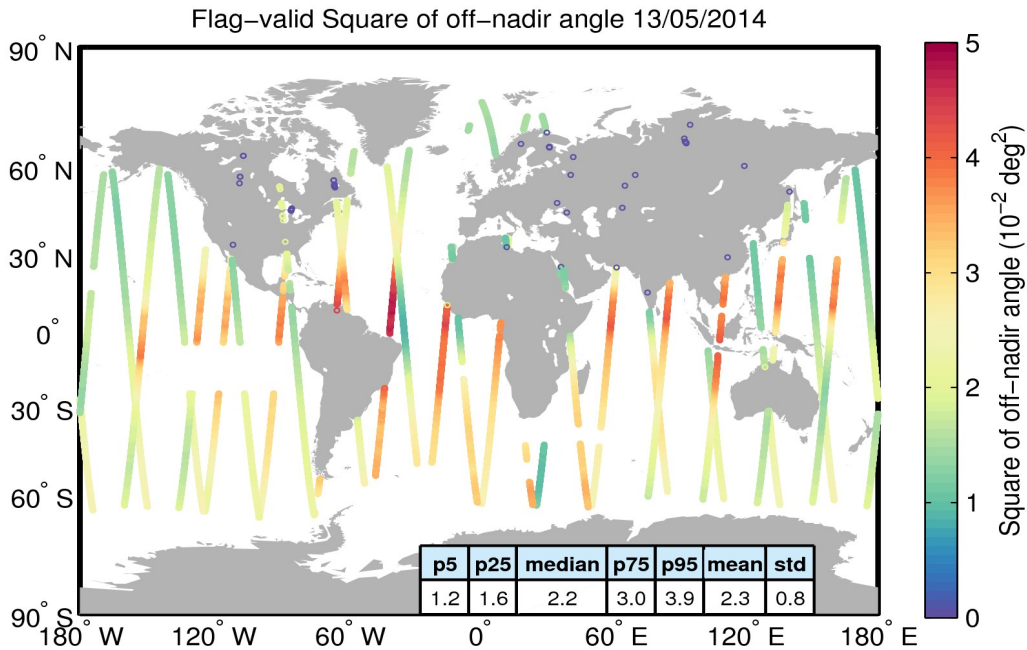 Flag−valid Square of off−nadir angle 13/05/2014
90° N
60° N
30° N
0°
30° S
60° S
90° S
180° W
120° W
60° W
0°
60° E
120° E
180° E
p5 p25 median p75 p95 mean std
1.2 1.6 2.2 3.0 3.9 2.3 0.8
5
4
3
2
1
0
Square of off−nadir angle (10⁻² deg²)